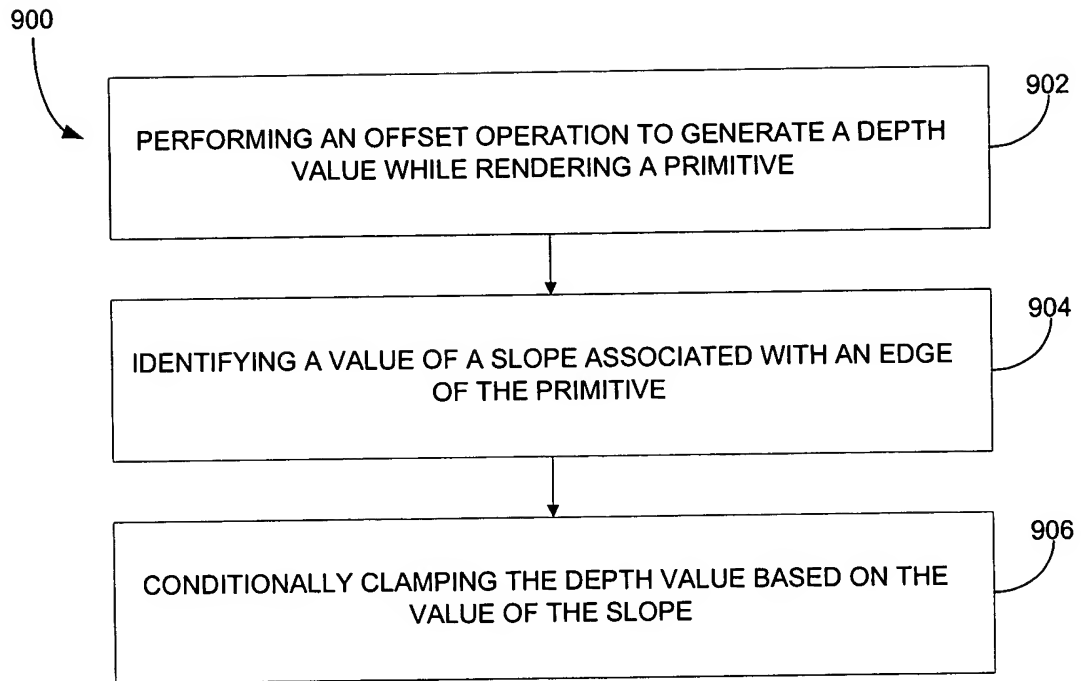 900
902
PERFORMING AN OFFSET OPERATION TO GENERATE A DEPTH
VALUE WHILE RENDERING A PRIMITIVE
904
IDENTIFYING A VALUE OF A SLOPE ASSOCIATED WITH AN EDGE
OF THE PRIMITIVE
906
CONDITIONALLY CLAMPING THE DEPTH VALUE BASED ON THE
VALUE OF THE SLOPE